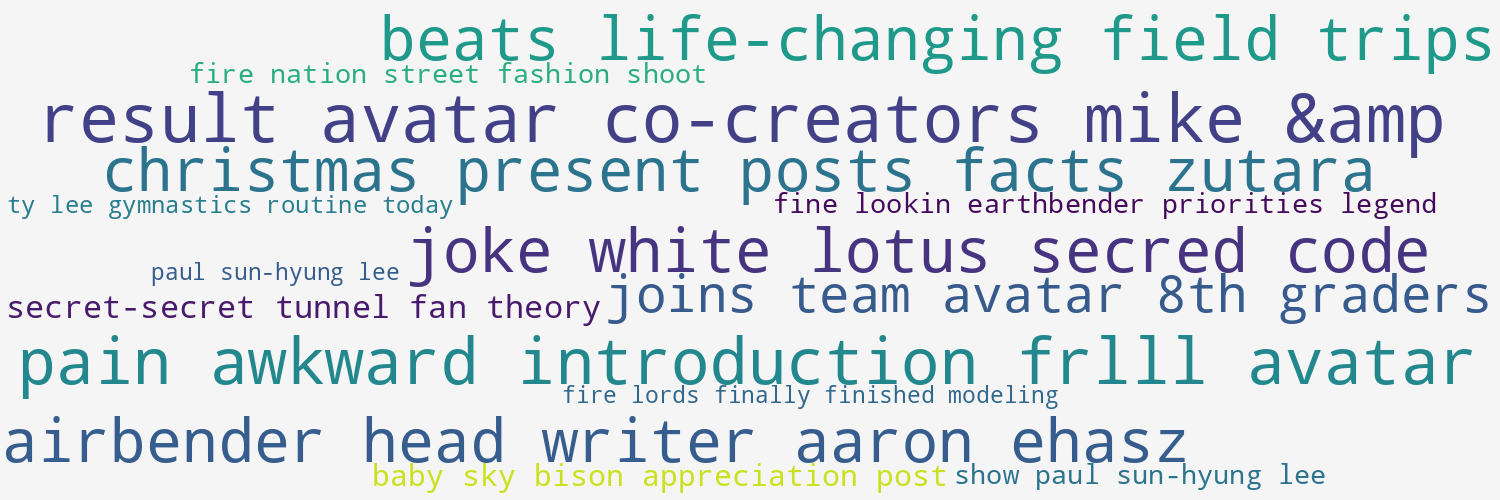 beats life-changing field trips
fire nation street fashion shoot
result avatar co-creators mike &amp
christmas present posts facts zutara
ty lee gymnastics routine today
fine lookin earthbender priorities legend
joke white lotus secred code
paul sun-hyung lee
joins team avatar 8th graders
secret-secret tunnel fan theory
pain awkward introduction frlll avatar
fire lords finally finished modeling
airbender head writer aaron ehasz
baby sky bison appreciation post
show paul sun-hyung lee